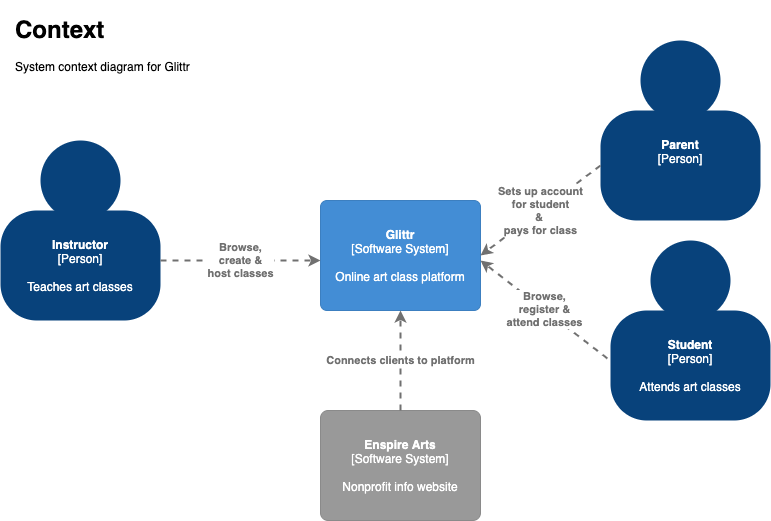 Context
System context diagram for Glittr
Parent
[Person]
Sets up account
for student
&
pays for class
Instructor
[Person]
Teaches art classes
Browse,
create &
host classes
Glittr
[Software System]
Online art class platform
Browse,
register &
attend classes
Student
[Person]
Attends art classes
Connects clients to platform
Enspire Arts
[Software System]
Nonprofit info website